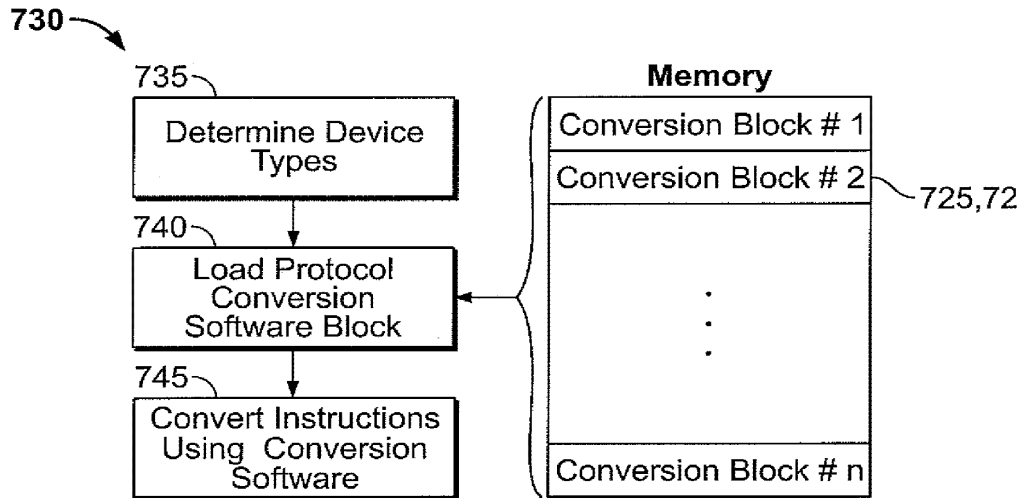 730
735
Determine Device
Types
740
Load Protocol
Conversion
Software Block
745
Convert Instructions
Using Conversion
Software
Memory
Conversion Block # 1
Conversion Block # 2
725,72
.
.
.
Conversion Block # n